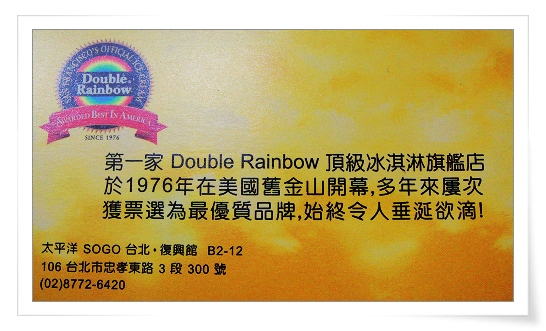 SAN FRANCISCO'S OFFICIAL ICE CREAM
Double
Rainbow
AWARDED BEST IN AMERICA
SINCE 1976
第一家 Double Rainbow 頂級冰淇淋旗艦店
於1976年在美國舊金山開幕,多年來屢次
獲票選為最優質品牌,始終令人垂涎欲滴!
太平洋 SOGO 台北‧復興館 B2-12
106 台北市忠孝東路 3 段 300 號
(02)8772-6420